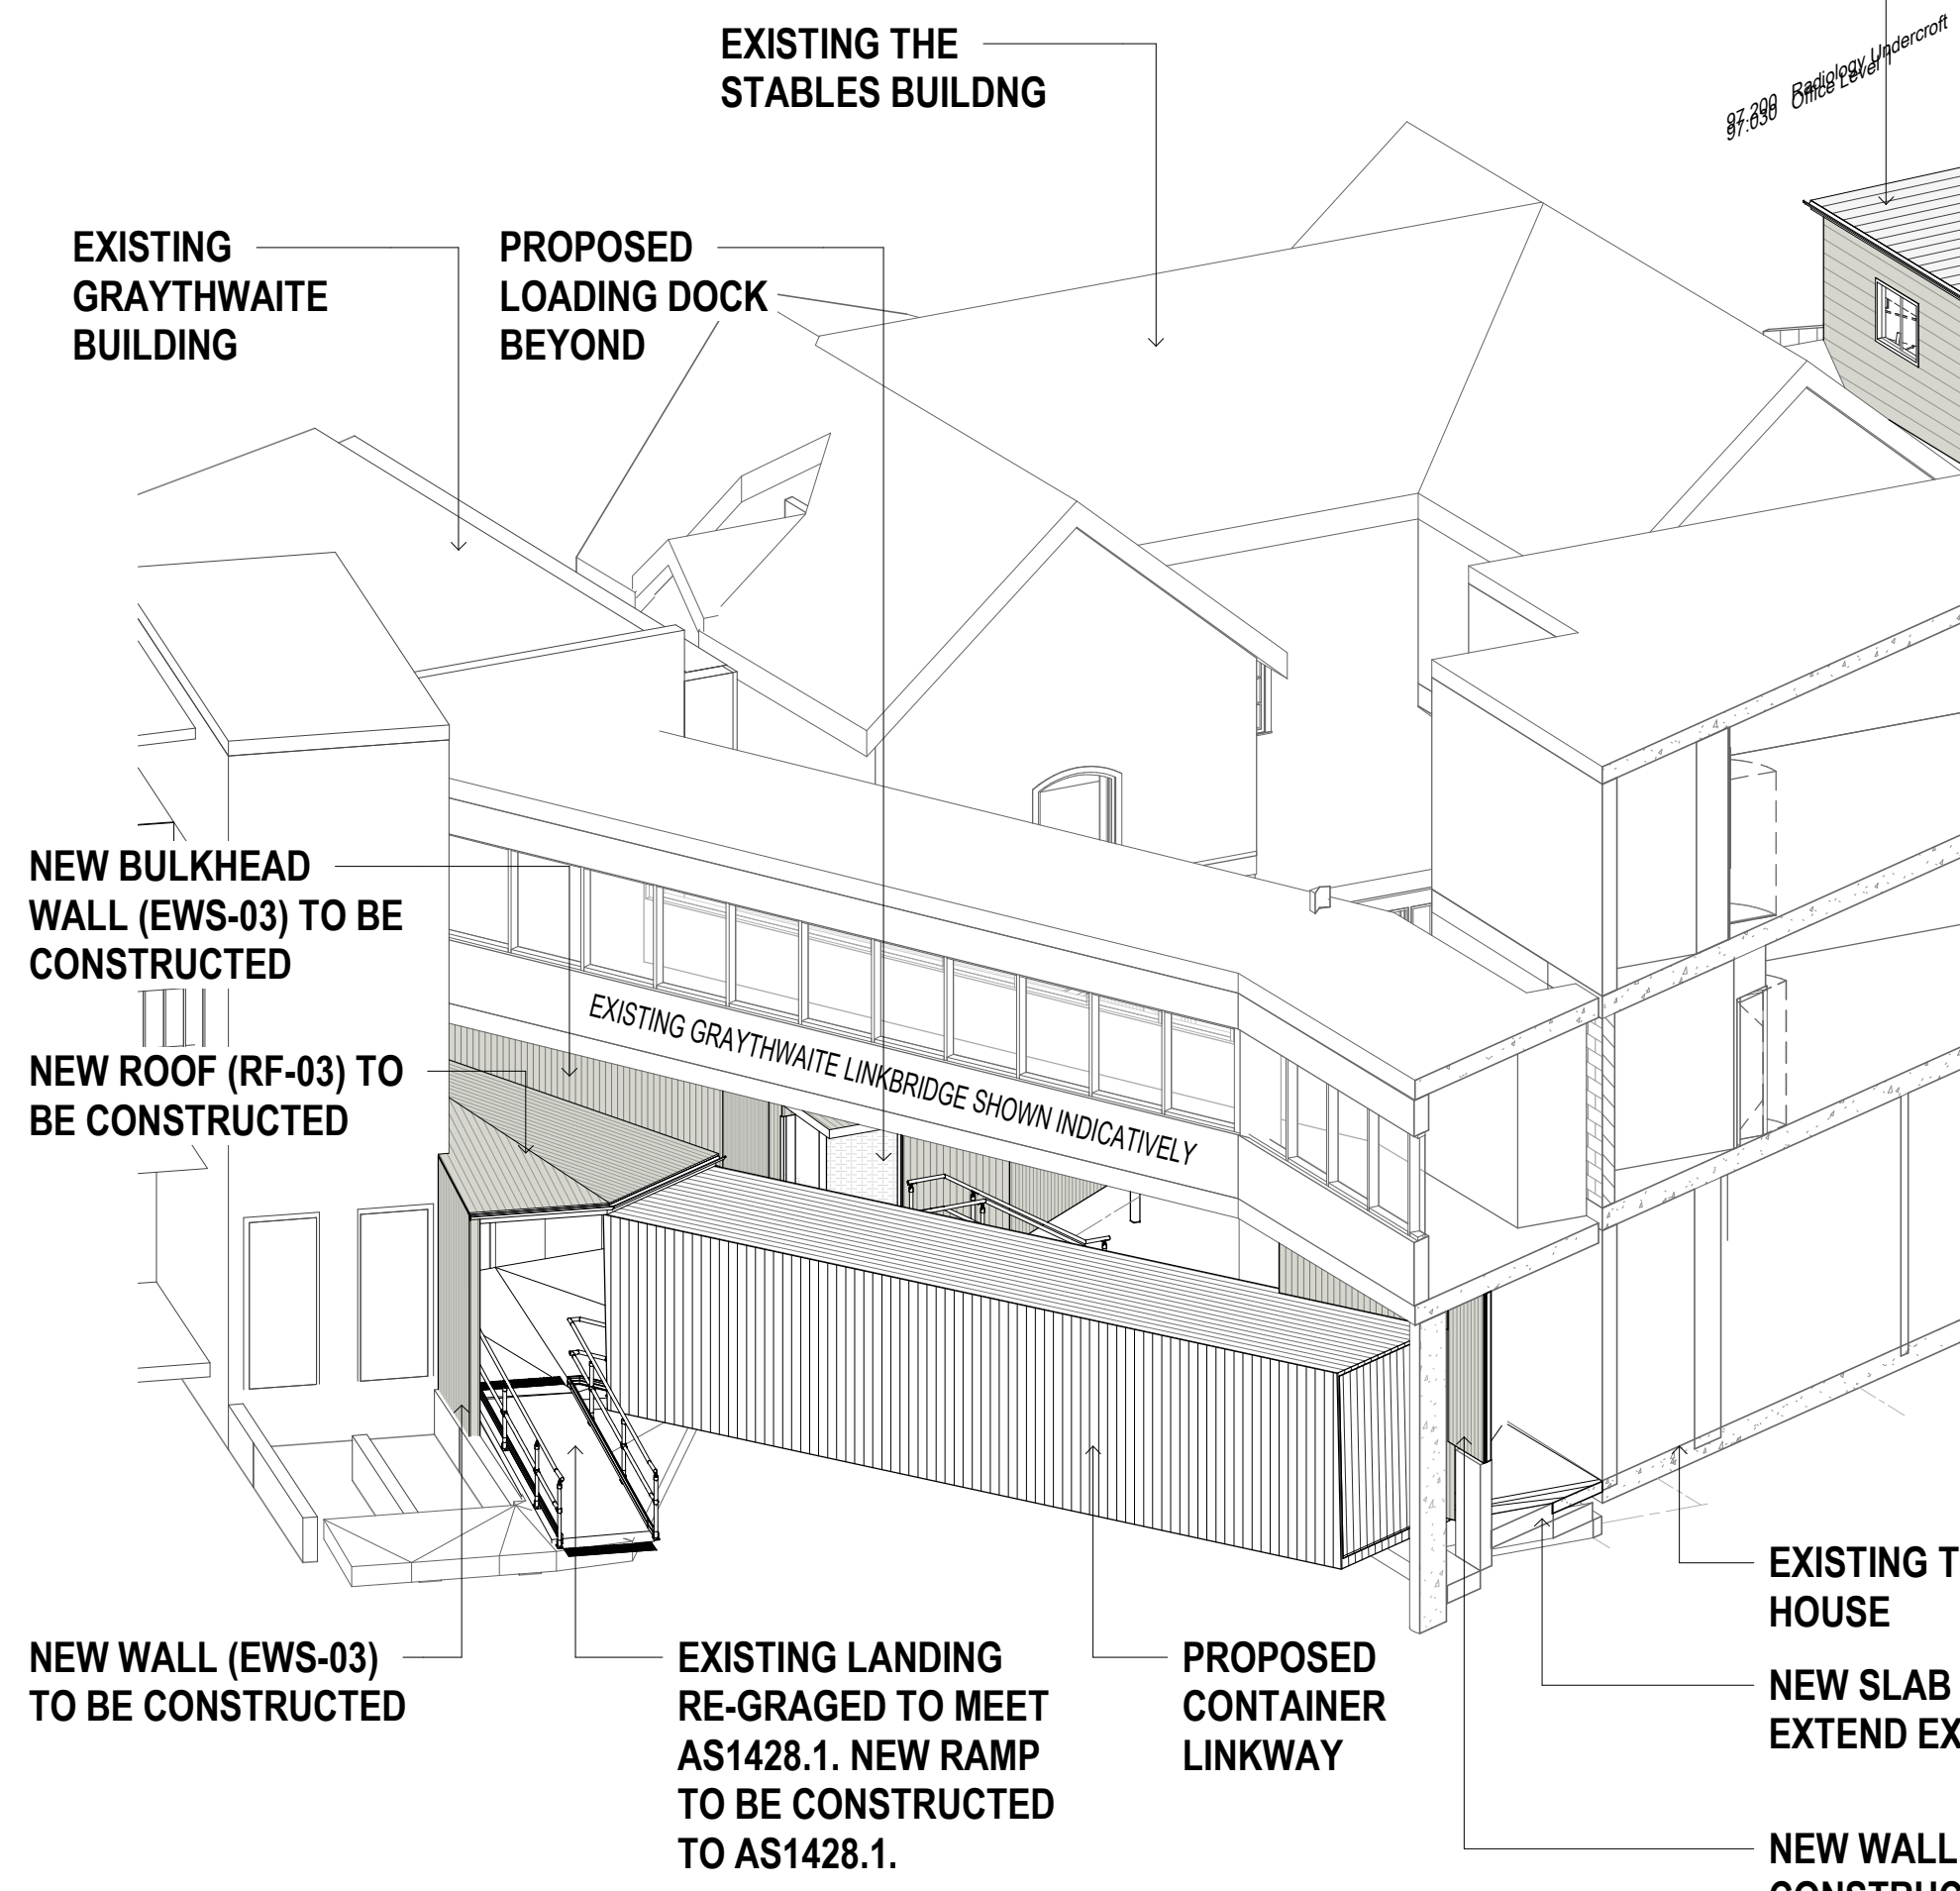 EXISTING THE
STABLES BUILDNG
97.200 Radiology Undercroft
97.030 Office Level 1
EXISTING
GRAYTHWAITE
BUILDING
PROPOSED
LOADING DOCK
BEYOND
NEW BULKHEAD
WALL (EWS-03) TO BE
CONSTRUCTED
EXISTING GRAYTHWAITE LINKBRIDGE SHOWN INDICATIVELY
NEW ROOF (RF-03) TO
BE CONSTRUCTED
NEW WALL (EWS-03)
TO BE CONSTRUCTED
EXISTING LANDING
RE-GRAGED TO MEET
AS1428.1. NEW RAMP
TO BE CONSTRUCTED
TO AS1428.1.
PROPOSED
CONTAINER
LINKWAY
EXISTING T
HOUSE
NEW SLAB
EXTEND EX
NEW WALL